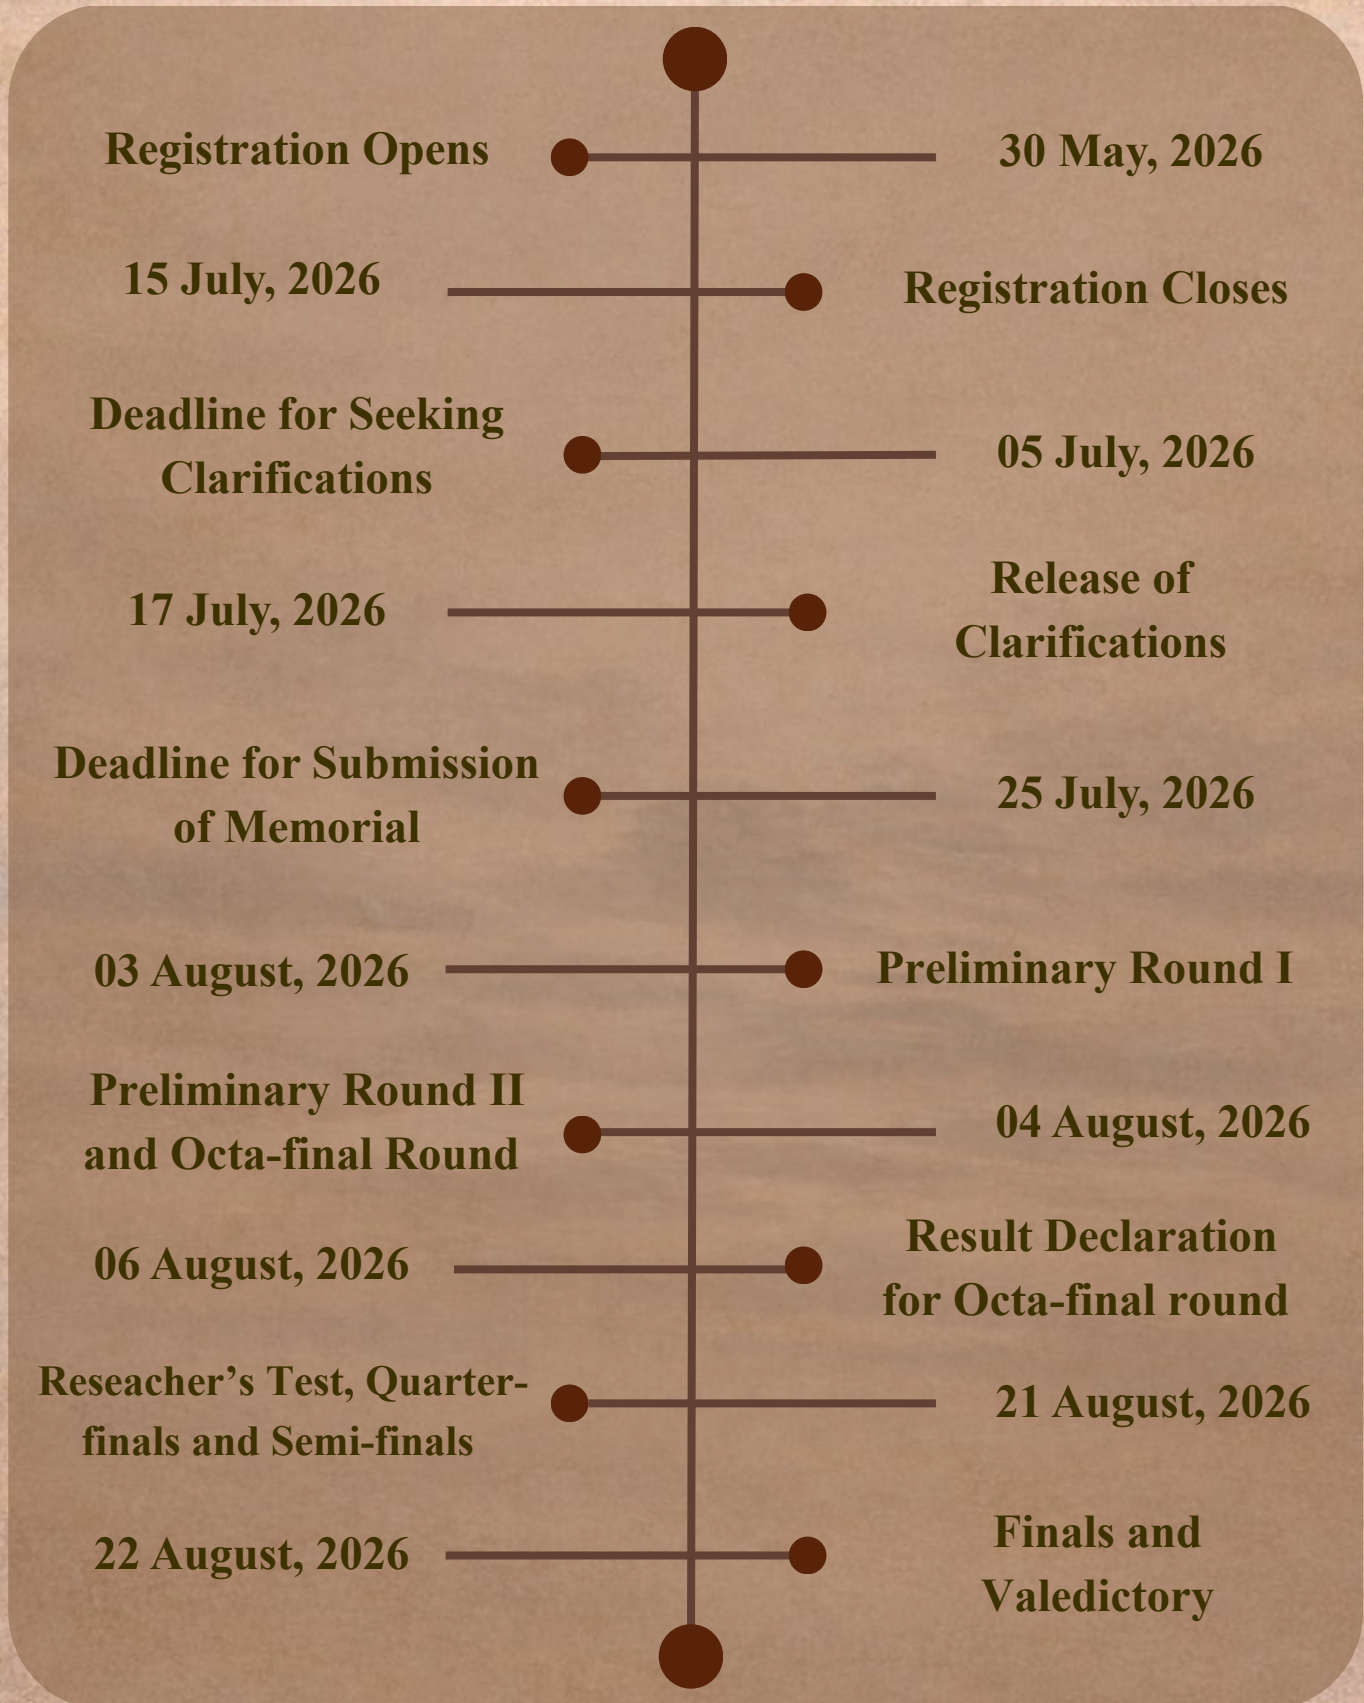 Registration Opens
30 May, 2026
15 July, 2026
Registration Closes
Deadline for Seeking
Clarifications
05 July, 2026
17 July, 2026
Release of
Clarifications
Deadline for Submission
of Memorial
25 July, 2026
03 August, 2026
Preliminary Round I
Preliminary Round II
and Octa-final Round
04 August, 2026
06 August, 2026
Result Declaration
for Octa-final round
Reseacher’s Test, Quarter-
finals and Semi-finals
21 August, 2026
22 August, 2026
Finals and
Valedictory